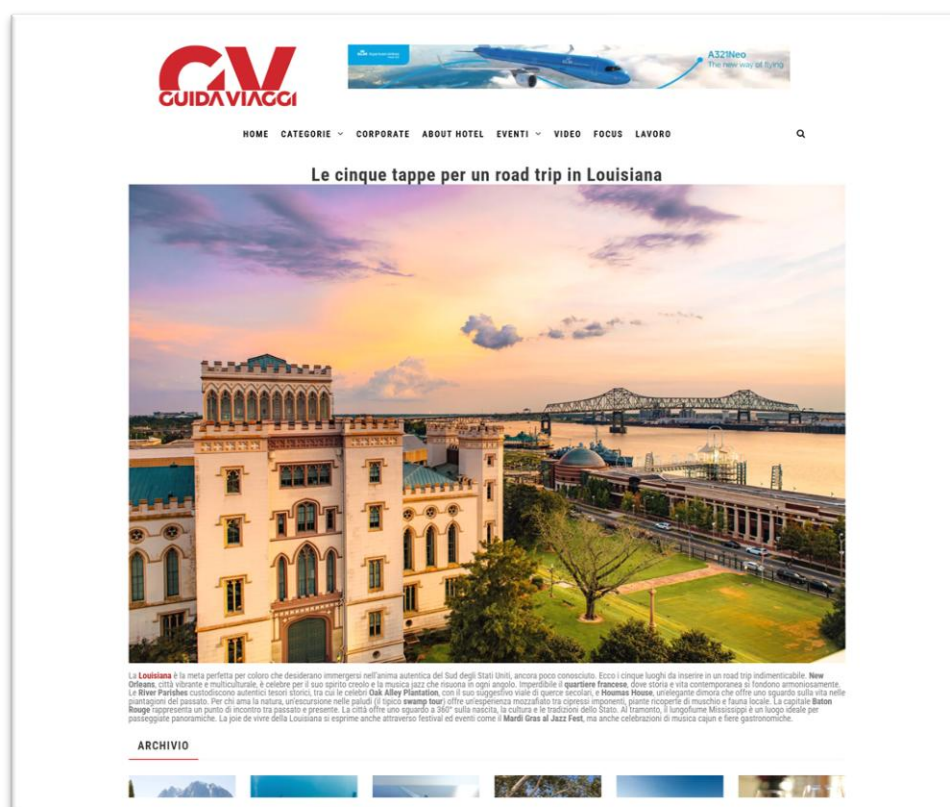 GV
GUIDA VIAGGI
A321Neo
The new way of flying
HOME CATEGORIE CORPORATE ABOUT HOTEL EVENTI VIDEO FOCUS LAVORO
Le cinque tappe per un road trip in Louisiana
La Louisiana è la meta perfetta per coloro che desiderano immergersi nell'anima autentica del Sud degli Stati Uniti, ancora poco conosciuto. Ecco i cinque luoghi da inserire in un road trip indimenticabile. New
Orleans, città vibrante e multiculturale, è celebre per il suo spirito creolo e la musica jazz che risuona in ogni angolo. Imperdibile il quartiere francese, dove storia e vita contemporanea si fondono armoniosamente.
Le River Parishes custodiscono autentici tesori storici, tra cui le celebri Oak Alley Plantation, con il suo suggestivo viale di querce secolari, e Houmas House, un'elegante dimora che offre uno sguardo sulla vita nelle
piantagioni del passato. Per chi ama la natura, un'escursione nelle paludi (il tipico swamp tour) offre un'esperienza mozzafiato tra cipressi imponenti, piante ricoperte di muschio e fauna locale. La capitale Baton
Rouge rappresenta un punto di incontro tra passato e presente. La città offre uno sguardo a 360° sulla nascita, la cultura e le tradizioni dello Stato. Al tramonto, il lungofiume Mississippi è un luogo ideale per
passeggiate panoramiche. La joie de vivre della Louisiana si esprime anche attraverso festival ed eventi come il Mardi Gras al Jazz Fest, ma anche celebrazioni di musica cajun e fiere gastronomiche.
ARCHIVIO